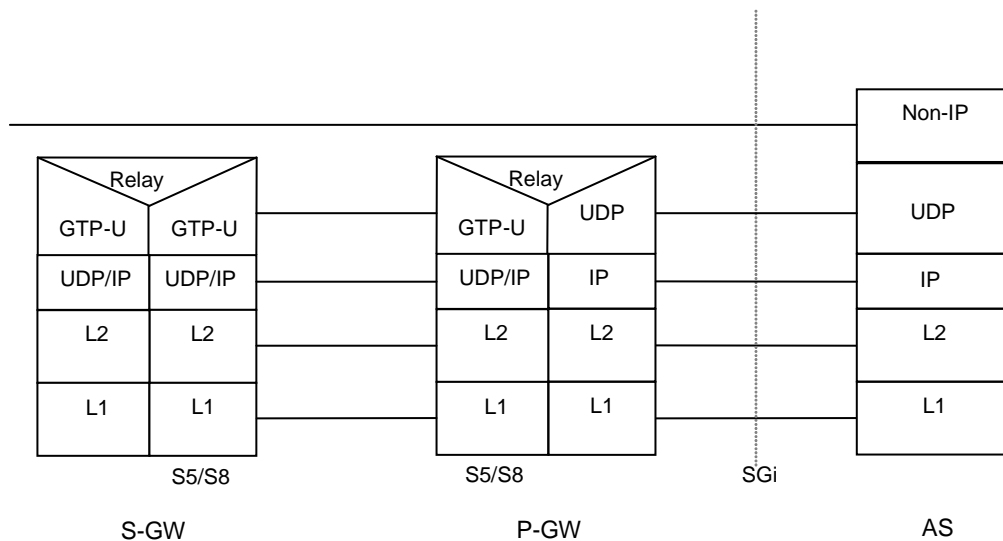 Non-IP
Relay
Relay
GTP-U GTP-U
GTP-U UDP
UDP
UDP/IP UDP/IP
UDP/IP IP
IP
L2 L2
L2 L2
L2
L1 L1
L1 L1
L1
S5/S8
S5/S8
SGi
S-GW
P-GW
AS